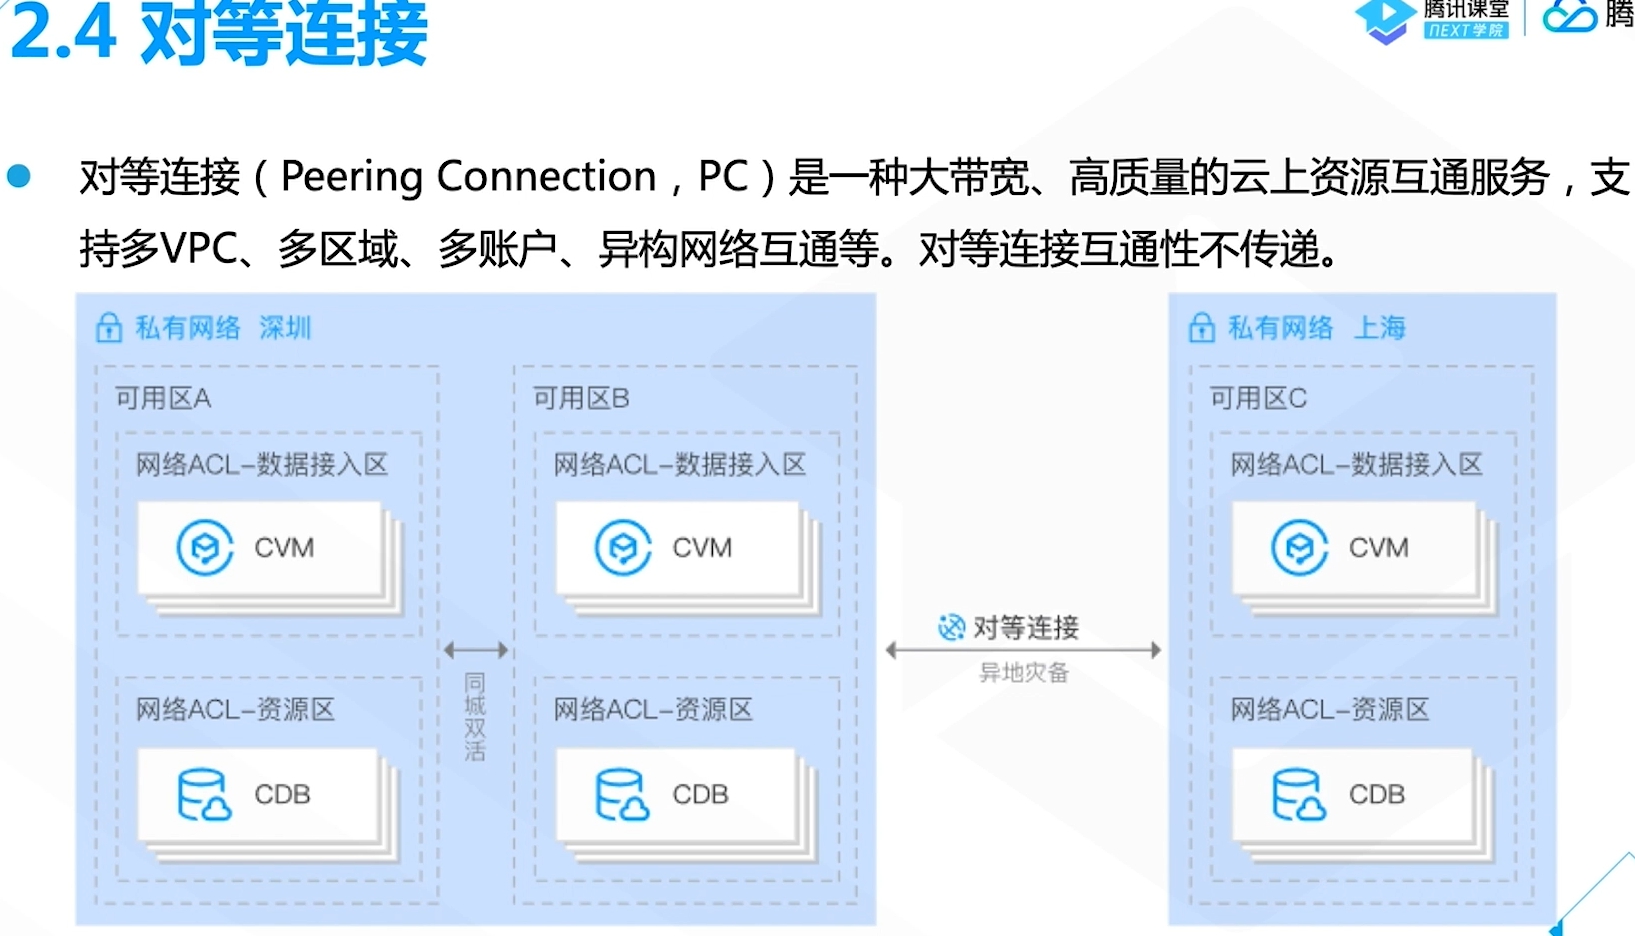 2.4 对等连接
腾讯课堂
NEXT学院
腾
对等连接（Peering Connection，PC）是一种大带宽、高质量的云上资源互通服务，支
持多VPC、多区域、多账户、异构网络互通等。对等连接互通性不传递。
私有网络 深圳
可用区A
网络ACL-数据接入区
CVM
网络ACL-资源区
CDB
同城双活
可用区B
网络ACL-数据接入区
CVM
网络ACL-资源区
CDB
对等连接
异地灾备
私有网络 上海
可用区C
网络ACL-数据接入区
CVM
网络ACL-资源区
CDB